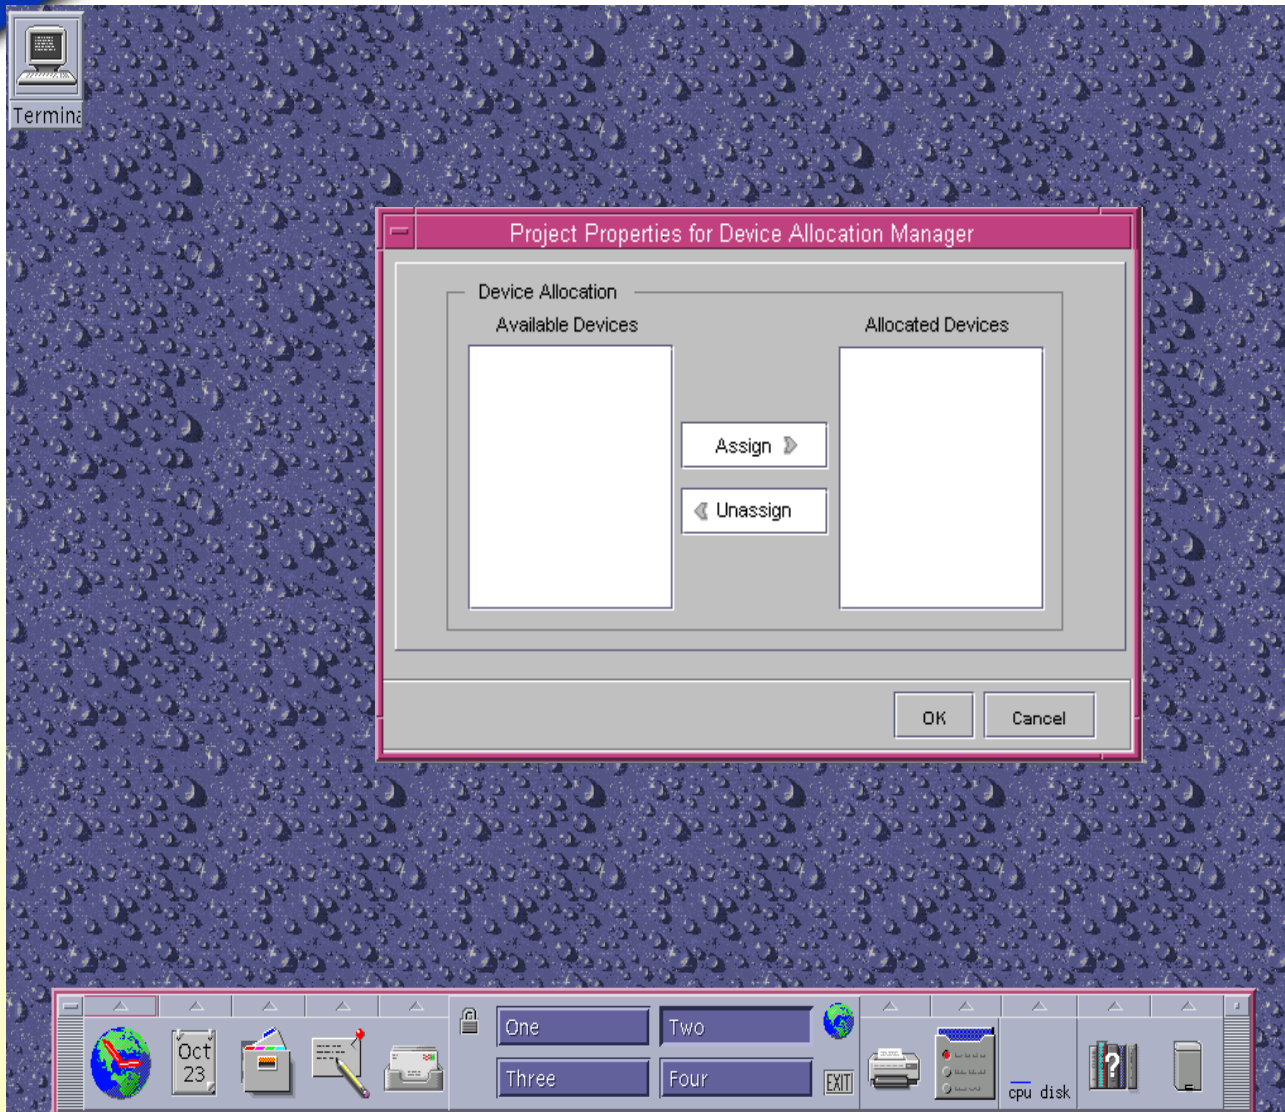 Termina
Project Properties for Device Allocation Manager
Device Allocation
Available Devices
Allocated Devices
Assign
Unassign
OK
Cancel
One
Two
Three
Four
Oct
23
EXIT
cpu disk
?